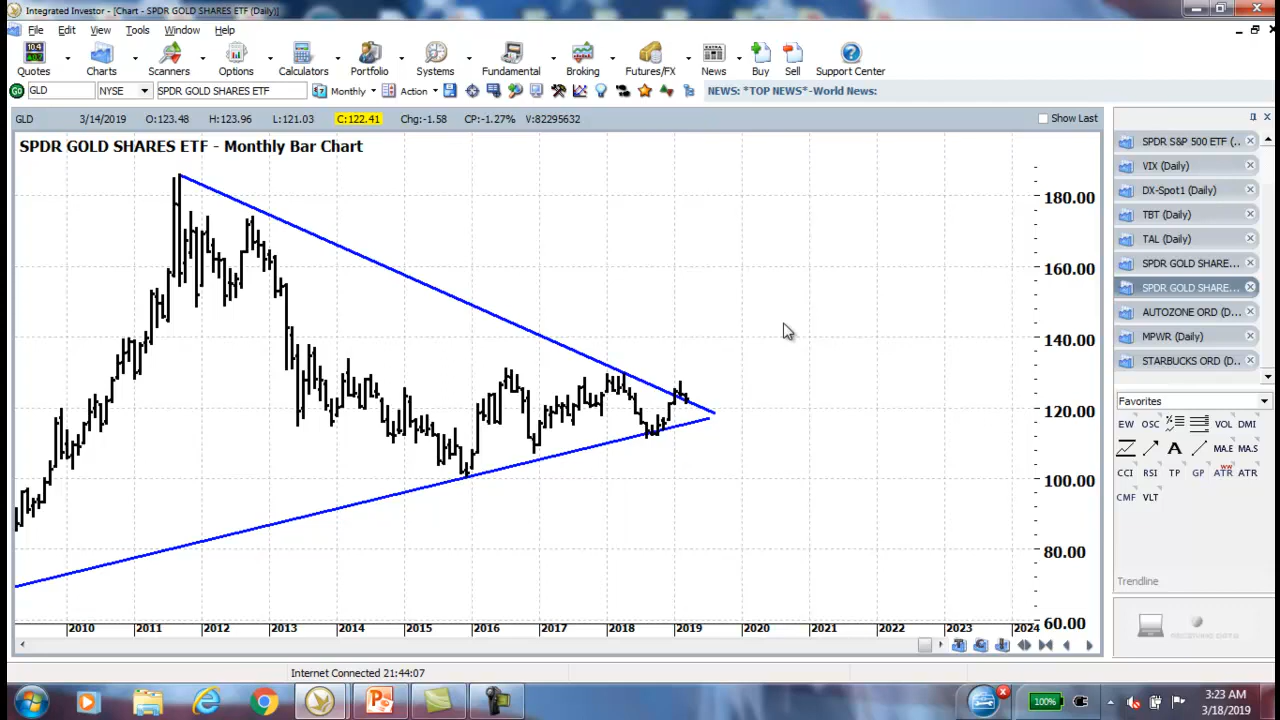 Integrated Investor - [Chart - SPDR GOLD SHARES ETF (Daily)]
File Edit View Tools Window Help
Quotes Charts Scanners Options Calculators Portfolio Systems Fundamental Broking Futures/FX News Buy Sell Support Center
GO GLD NYSE SPDR GOLD SHARES ETF Monthly Action NEWS: *TOP NEWS*-World News:
GLD 3/14/2019 O:123.48 H:123.96 L:121.03 C:122.41 Chg:-1.58 CP:-1.27% V:82295632 Show Last
SPDR GOLD SHARES ETF - Monthly Bar Chart
180.00
160.00
140.00
120.00
100.00
80.00
60.00
2010 2011 2012 2013 2014 2015 2016 2017 2018 2019 2020 2021 2022 2023 2024
SPDR S&P 500 ETF (..
VIX (Daily)
DX-Spot1 (Daily)
TBT (Daily)
TAL (Daily)
SPDR GOLD SHARE...
SPDR GOLD SHARE...
AUTOZONE ORD (D...
MPWR (Daily)
STARBUCKS ORD (D...
Favorites
EW OSC VOL DMI
A MA.E MA.S
CCI RSI TP GP ATR ATR
CMF VLT
Trendline
Internet Connected 21:44:07
100%
3:23 AM
3/18/2019